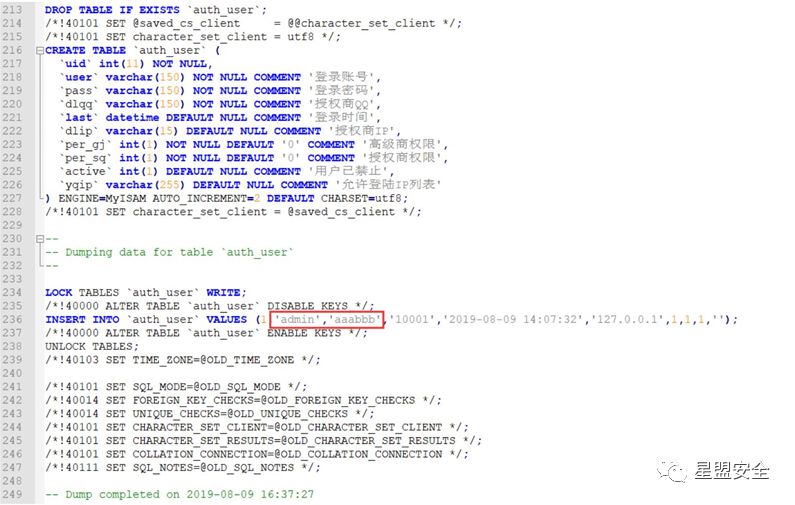 213 DROP TABLE IF EXISTS `auth_user`;
214 /*!40101 SET @saved_cs_client     = @@character_set_client */;
215 /*!40101 SET character_set_client = utf8 */;
216 CREATE TABLE `auth_user` (
217   `uid` int(11) NOT NULL,
218   `user` varchar(150) NOT NULL COMMENT '登录账号',
219   `pass` varchar(150) NOT NULL COMMENT '登录密码',
220   `dlqq` varchar(150) NOT NULL COMMENT '授权商QQ',
221   `last` datetime DEFAULT NULL COMMENT '登录时间',
222   `dlip` varchar(15) DEFAULT NULL COMMENT '授权商IP',
223   `per_gj` int(1) NOT NULL DEFAULT '0' COMMENT '高级商权限',
224   `per_sq` int(1) NOT NULL DEFAULT '0' COMMENT '授权商权限',
225   `active` int(1) DEFAULT NULL COMMENT '用户已禁止',
226   `yqip` varchar(255) DEFAULT NULL COMMENT '允许登陆IP列表'
227 ) ENGINE=MyISAM AUTO_INCREMENT=2 DEFAULT CHARSET=utf8;
228 /*!40101 SET character_set_client = @saved_cs_client */;
229
230 --
231 -- Dumping data for table `auth_user`
232 --
233
234 LOCK TABLES `auth_user` WRITE;
235 /*!40000 ALTER TABLE `auth_user` DISABLE KEYS */;
236 INSERT INTO `auth_user` VALUES (1 'admin','aaabbb','10001','2019-08-09 14:07:32','127.0.0.1',1,1,1,'');
237 /*!40000 ALTER TABLE `auth_user` ENABLE KEYS */;
238 UNLOCK TABLES;
239 /*!40103 SET TIME_ZONE=@OLD_TIME_ZONE */;
240
241 /*!40101 SET SQL_MODE=@OLD_SQL_MODE */;
242 /*!40014 SET FOREIGN_KEY_CHECKS=@OLD_FOREIGN_KEY_CHECKS */;
243 /*!40014 SET UNIQUE_CHECKS=@OLD_UNIQUE_CHECKS */;
244 /*!40101 SET CHARACTER_SET_CLIENT=@OLD_CHARACTER_SET_CLIENT */;
245 /*!40101 SET CHARACTER_SET_RESULTS=@OLD_CHARACTER_SET_RESULTS */;
246 /*!40101 SET COLLATION_CONNECTION=@OLD_COLLATION_CONNECTION */;
247 /*!40111 SET SQL_NOTES=@OLD_SQL_NOTES */;
248
249 -- Dump completed on 2019-08-09 16:37:27
星盟安全